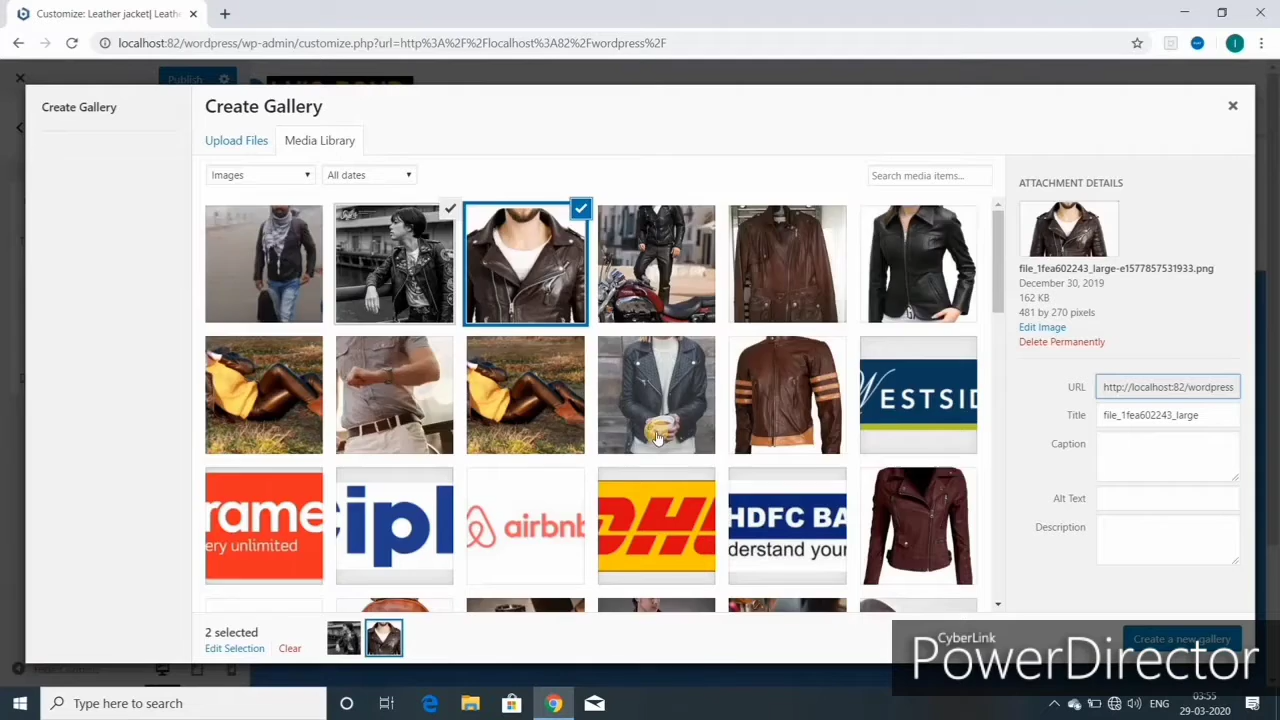 Customize: Leather jacket| Leath
localhost:82/wordpress/wp-admin/customize.php?url=http%3A%2F%2Flocalhost%3A82%2Fwordpress%2F
Publish
Create Gallery
Create Gallery
Upload Files
Media Library
Images
All dates
Search media items...
ATTACHMENT DETAILS
file_1fea602243_large-e1577857531933.png
December 30, 2019
162 KB
481 by 270 pixels
Edit Image
Delete Permanently
URL
http://localhost:82/wordpress
Title
file_1fea602243_large
Caption
Alt Text
Description
WESTSID
rame
ery unlimited
cipl
airbnb
DH
HDFC BA
derstand your
2 selected
Edit Selection
Clear
Create a new gallery
CyberLink
PowerDirector
Type here to search
ENG
03:55
29-03-2020